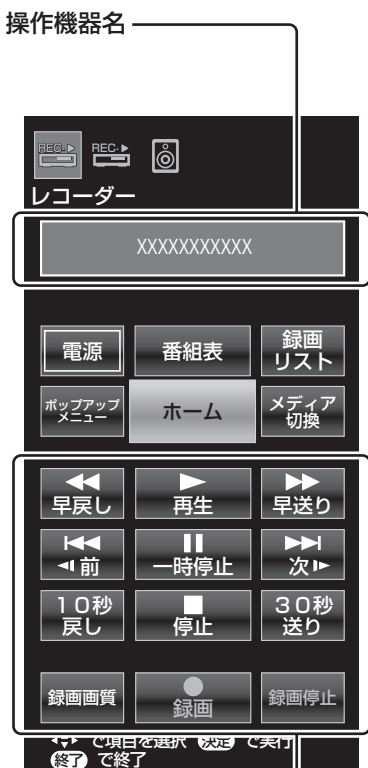 操作機器名
REC REC
レコーダー
XXXXXXXXXXX
電源 番組表 録画
リスト
ポップアップ
メニュー ホーム メディア
切換
早戻し 再生 早送り
前 一時停止 次
10秒
戻し 停止 30秒
送り
録画画質 録画 録画停止
で項目を選択 決定 で実行
終了 で終了